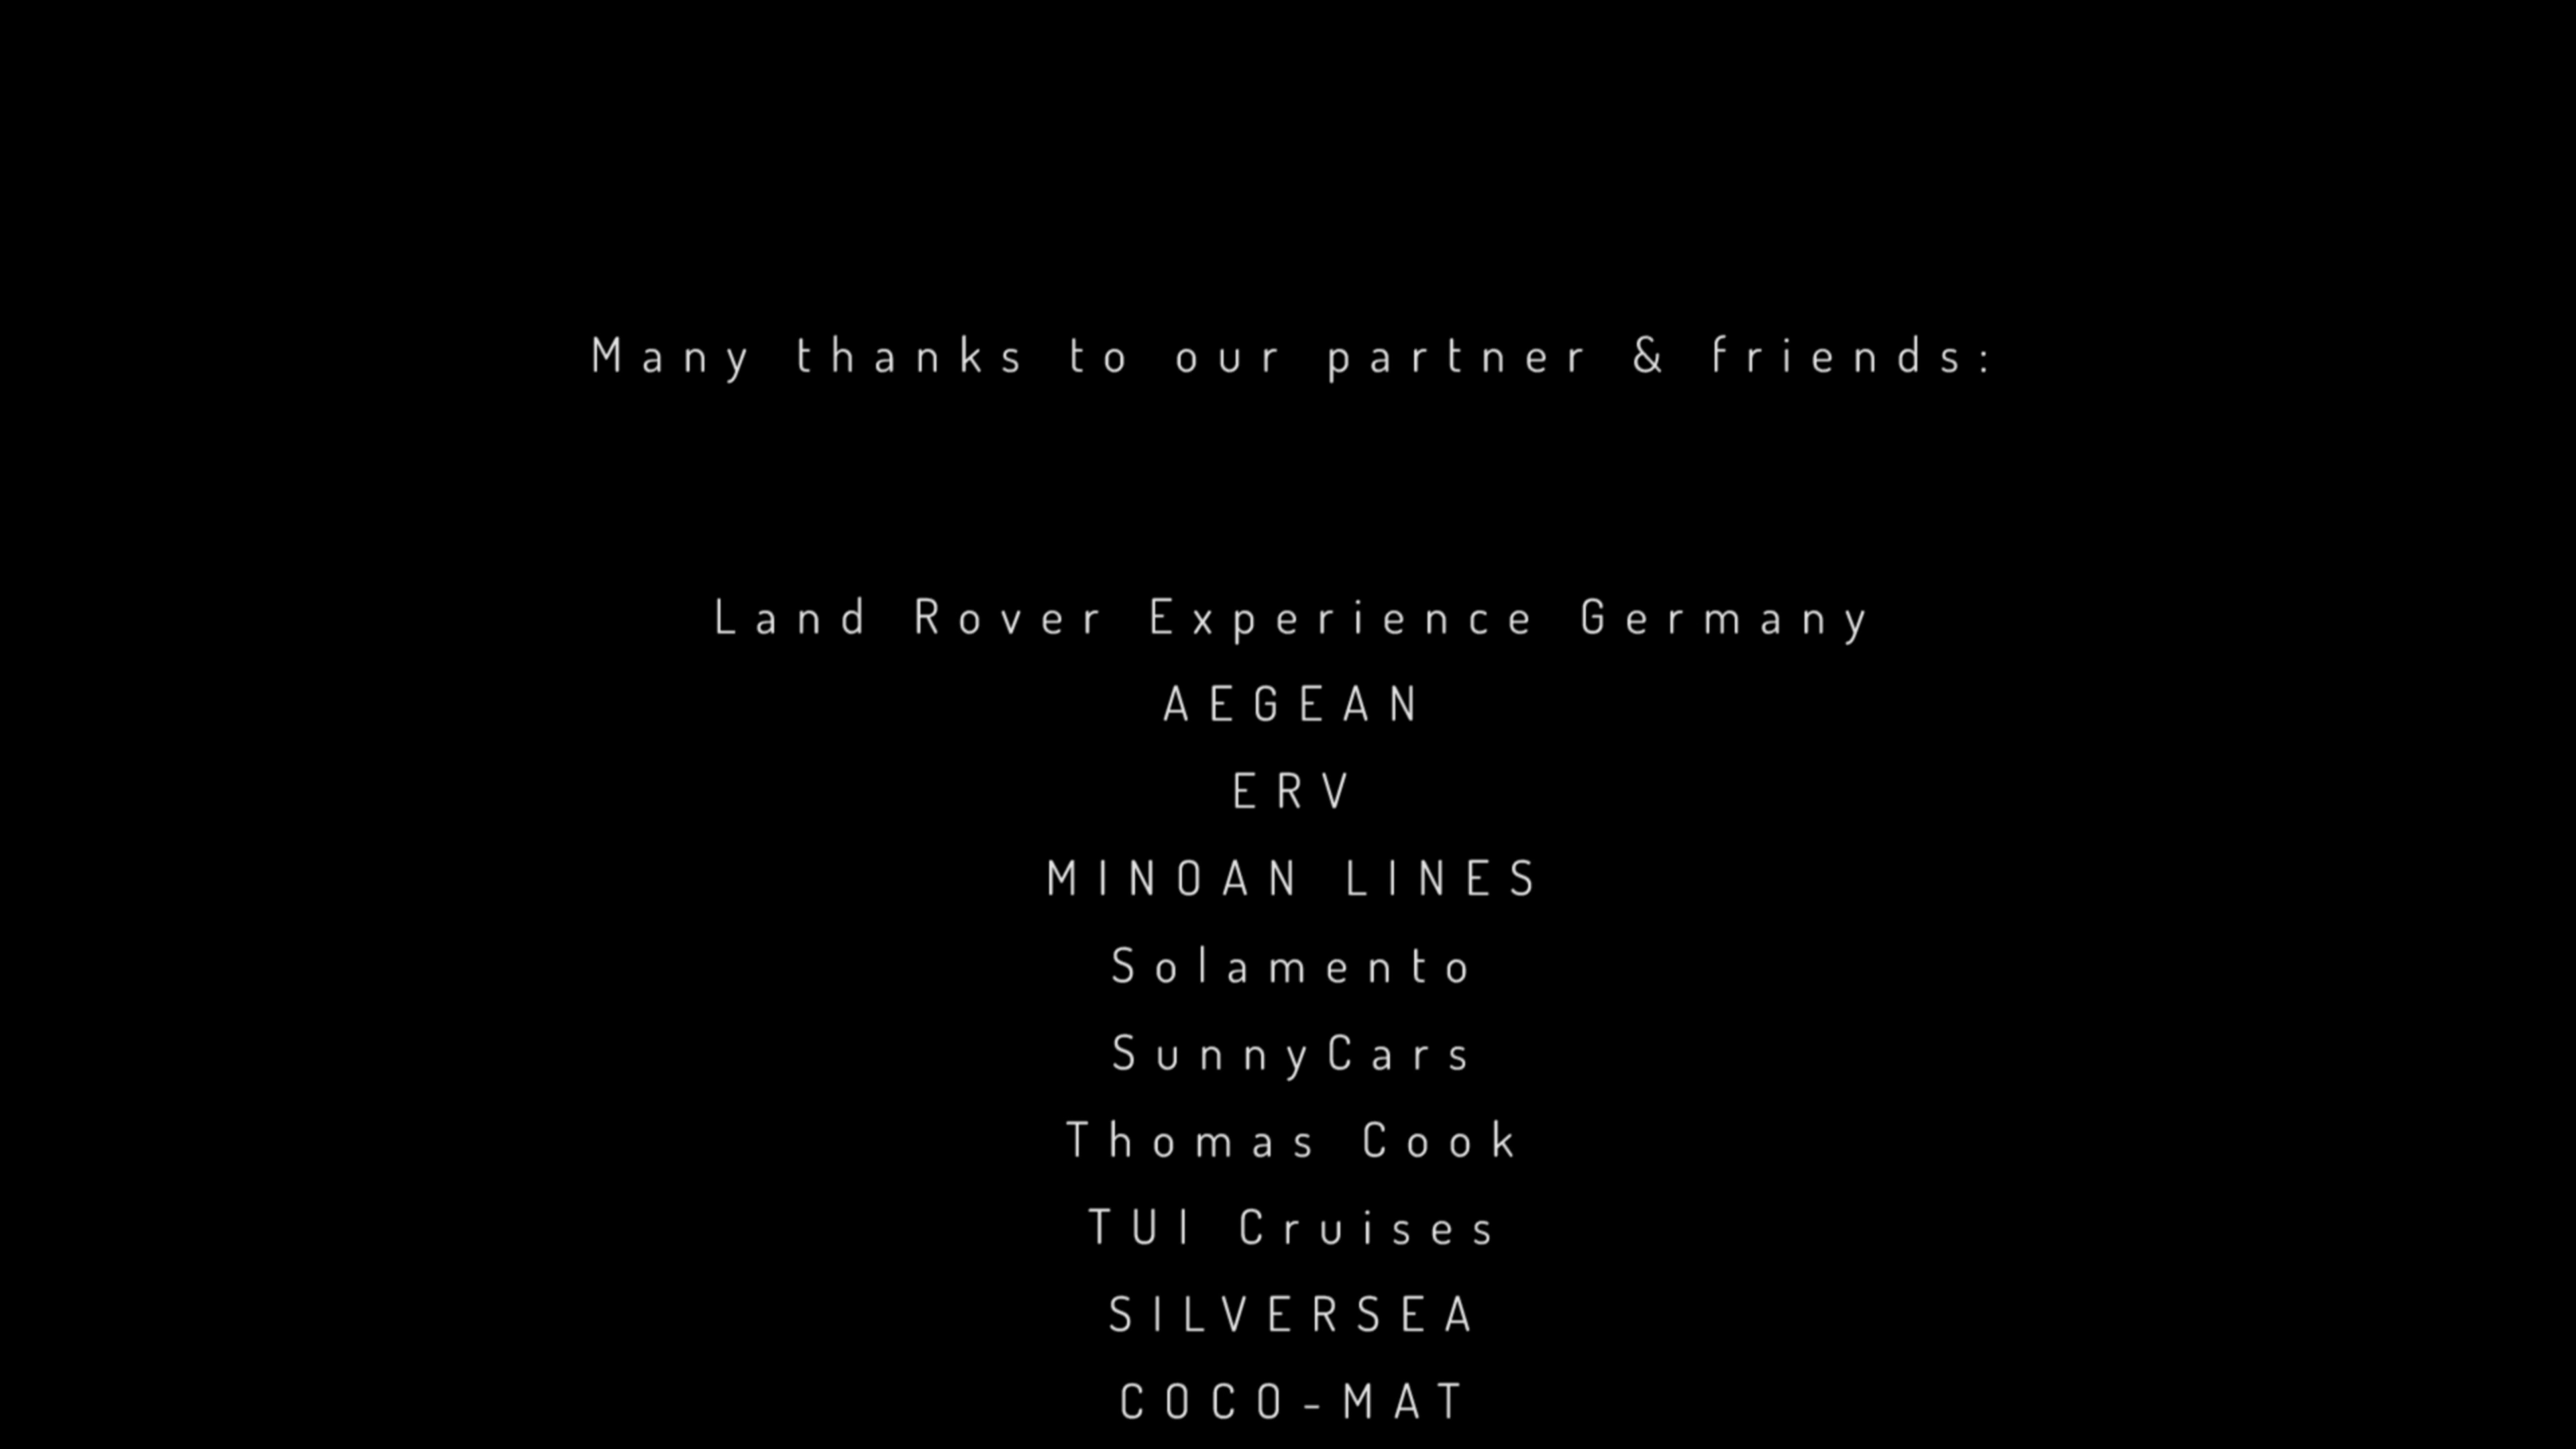 Many thanks to our partner & friends:
Land Rover Experience Germany
AEGEAN
ERV
MINOAN LINES
Solamento
SunnyCars
Thomas Cook
TUI Cruises
SILVERSEA
COCO-MAT